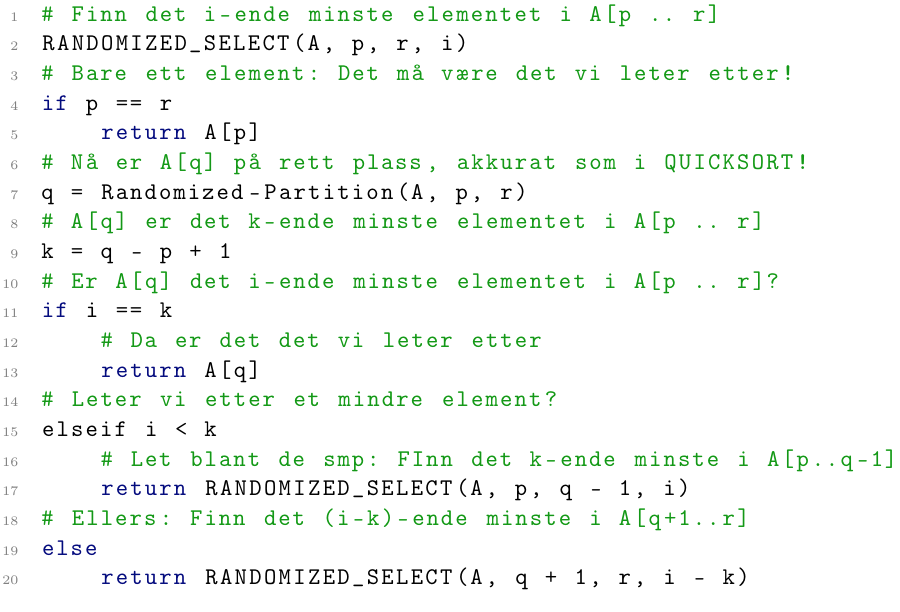 1 # Finn det i-ende minste elementet i A[p .. r]
2 RANDOMIZED_SELECT(A, p, r, i)
3 # Bare ett element: Det må være det vi leter etter!
4 if p == r
5     return A[p]
6 # Nå er A[q] på rett plass, akkurat som i QUICKSORT!
7 q = Randomized-Partition(A, p, r)
8 # A[q] er det k-ende minste elementet i A[p .. r]
9 k = q - p + 1
10 # Er A[q] det i-ende minste elementet i A[p .. r]?
11 if i == k
12     # Da er det det vi leter etter
13     return A[q]
14 # Leter vi etter et mindre element?
15 elseif i < k
16     # Let blant de smp: FInn det k-ende minste i A[p..q-1]
17     return RANDOMIZED_SELECT(A, p, q - 1, i)
18 # Ellers: Finn det (i-k)-ende minste i A[q+1..r]
19 else
20     return RANDOMIZED_SELECT(A, q + 1, r, i - k)